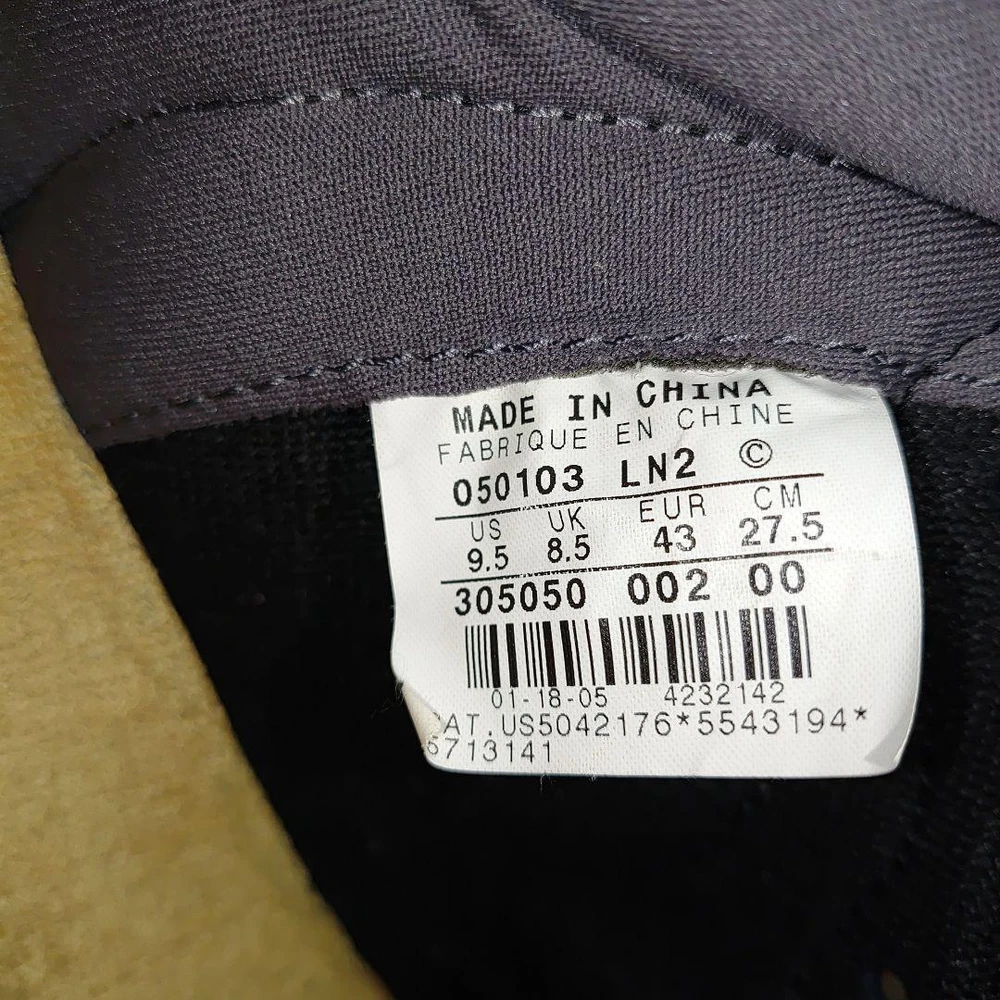 MADE IN CHINA
FABRIQUE EN CHINE
050103 LN2 ©
US UK EUR CM
9.5 8.5 43 27.5
305050 002 00
01-18-05 4232142
PAT.US5042176*5543194*
5713141